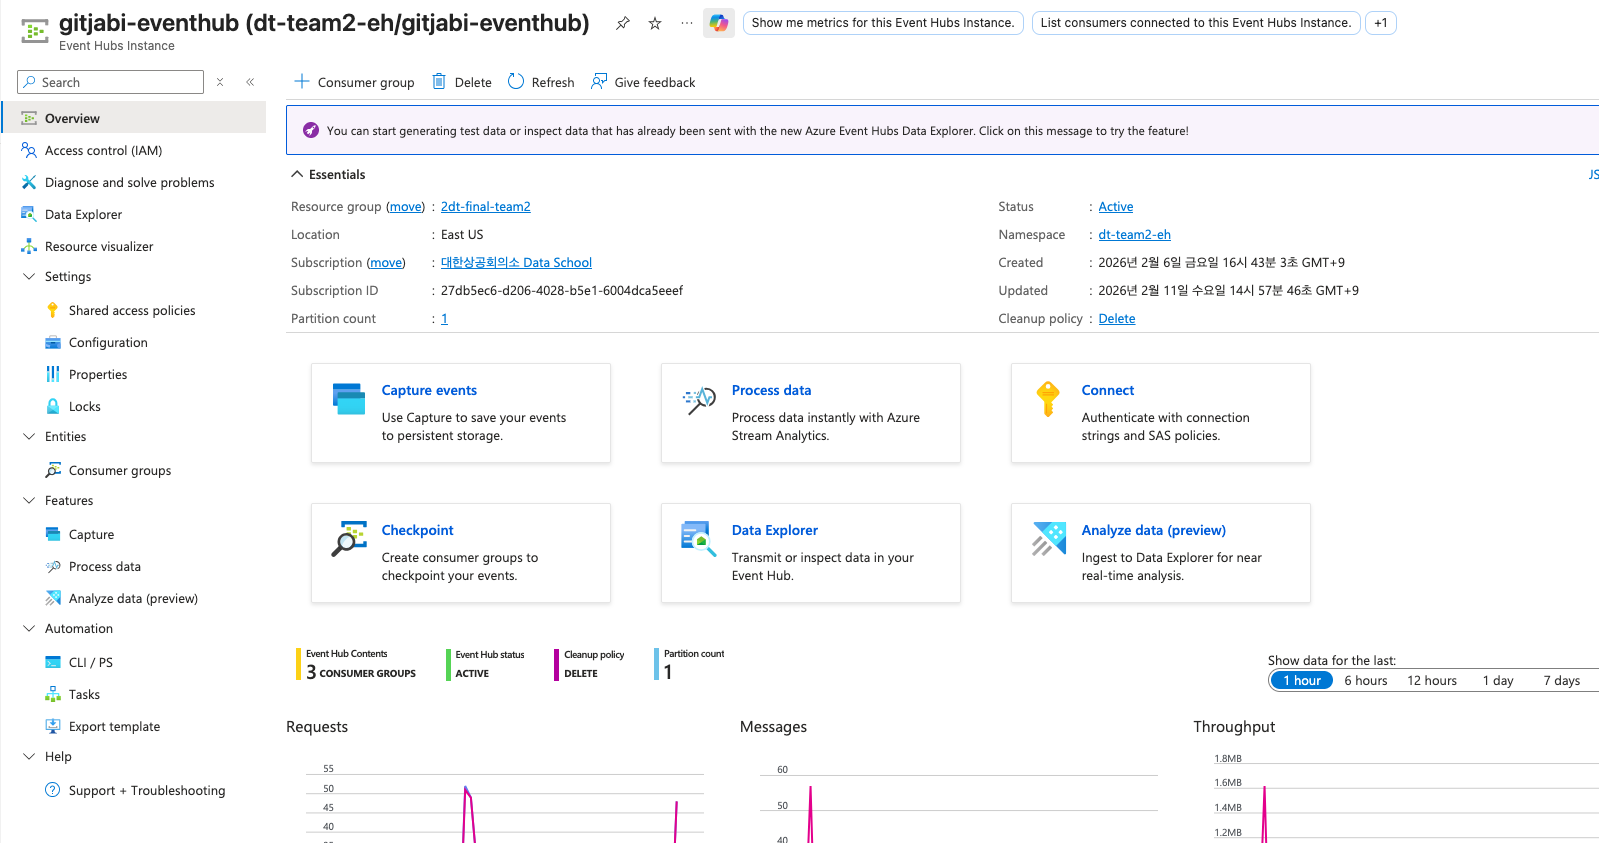 gitjabi-eventhub (dt-team2-eh/gitjabi-eventhub)
Event Hubs Instance
Show me metrics for this Event Hubs Instance.
List consumers connected to this Event Hubs Instance.
+1
Search
Consumer group
Delete
Refresh
Give feedback
Overview
Access control (IAM)
Diagnose and solve problems
Data Explorer
Resource visualizer
Settings
Shared access policies
Configuration
Properties
Locks
Entities
Consumer groups
Features
Capture
Process data
Analyze data (preview)
Automation
CLI / PS
Tasks
Export template
Help
Support + Troubleshooting
You can start generating test data or inspect data that has already been sent with the new Azure Event Hubs Data Explorer. Click on this message to try the feature!
Essentials
JS
Resource group (move) : 2dt-final-team2
Location : East US
Subscription (move) : 대한상공회의소 Data School
Subscription ID : 27db5ec6-d206-4028-b5e1-6004dca5eeef
Partition count : 1
Status : Active
Namespace : dt-team2-eh
Created : 2026년 2월 6일 금요일 16시 43분 3초 GMT+9
Updated : 2026년 2월 11일 수요일 14시 57분 46초 GMT+9
Cleanup policy : Delete
Capture events
Use Capture to save your events
to persistent storage.
Process data
Process data instantly with Azure
Stream Analytics.
Connect
Authenticate with connection
strings and SAS policies.
Checkpoint
Create consumer groups to
checkpoint your events.
Data Explorer
Transmit or inspect data in your
Event Hub.
Analyze data (preview)
Ingest to Data Explorer for near
real-time analysis.
Event Hub Contents
3 CONSUMER GROUPS
Event Hub status
ACTIVE
Cleanup policy
DELETE
Partition count
1
Show data for the last:
1 hour
6 hours
12 hours
1 day
7 days
Requests
55
50
45
40
Messages
60
50
40
Throughput
1.8MB
1.6MB
1.4MB
1.2MB